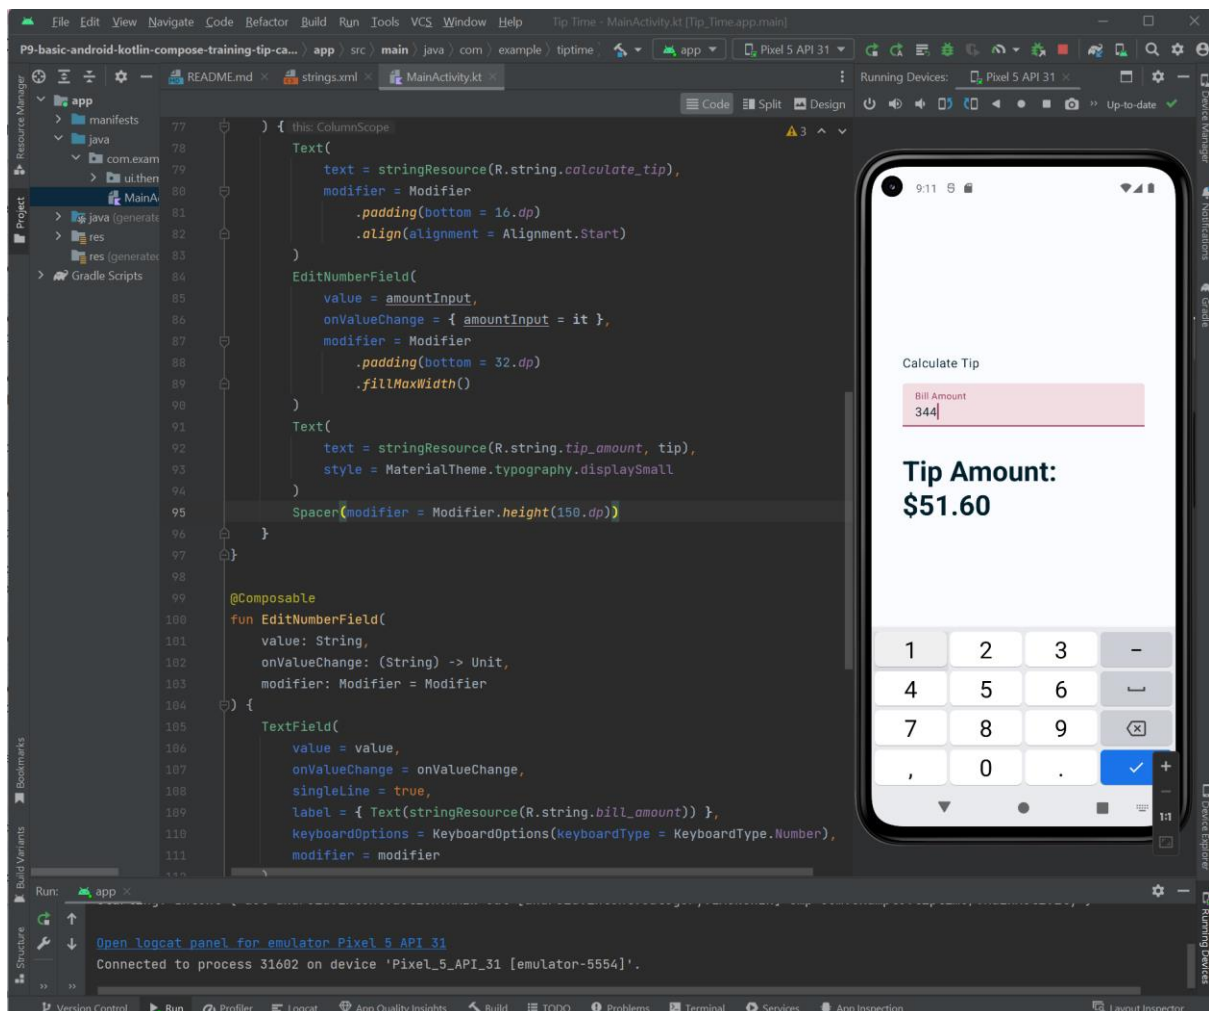 File Edit View Navigate Code Refactor Build Run Tools VCS Window Help Tip Time - MainActivity.kt [Tip_Time.app.main]
P9-basic-android-kotlin-compose-training-tip-ca... app src main java com example tiptime app Pixel 5 API 31
README.md strings.xml MainActivity.kt Running Devices: Pixel 5 API 31
Code Split Design Up-to-date
Resource Manager
Project
Bookmarks
Build Variants
Structure
app
manifests
java
com.exam
ui.then
MainA
java (generate
res
res (generated
Gradle Scripts
77 ) { this: ColumnScope 3
78 Text(
79 text = stringResource(R.string.calculate_tip),
80 modifier = Modifier
81 .padding(bottom = 16.dp)
82 .align(alignment = Alignment.Start)
83 )
84 EditNumberField(
85 value = amountInput,
86 onValueChange = { amountInput = it },
87 modifier = Modifier
88 .padding(bottom = 32.dp)
89 .fillMaxWidth()
90 )
91 Text(
92 text = stringResource(R.string.tip_amount, tip),
93 style = MaterialTheme.typography.displaySmall
94 )
95 Spacer(modifier = Modifier.height(150.dp))
96 }
97 }
98
99 @Composable
100 fun EditNumberField(
101 value: String,
102 onValueChange: (String) -> Unit,
103 modifier: Modifier = Modifier
104 ) {
105 TextField(
106 value = value,
107 onValueChange = onValueChange,
108 singleLine = true,
109 label = { Text(stringResource(R.string.bill_amount)) },
110 keyboardOptions = KeyboardOptions(keyboardType = KeyboardType.Number),
111 modifier = modifier
9:11
Calculate Tip
Bill Amount
344
Tip Amount:
$51.60
1 2 3 -
4 5 6
7 8 9
, 0 .
1:1
Device Manager
Notifications
Gradle
Device Explorer
Running Devices
Run: app
Open logcat panel for emulator Pixel 5 API 31
Connected to process 31602 on device 'Pixel_5_API_31 [emulator-5554]'.
Version Control Run Profiler Logcat App Quality Insights Build TODO Problems Terminal Services App Inspection Layout Inspector